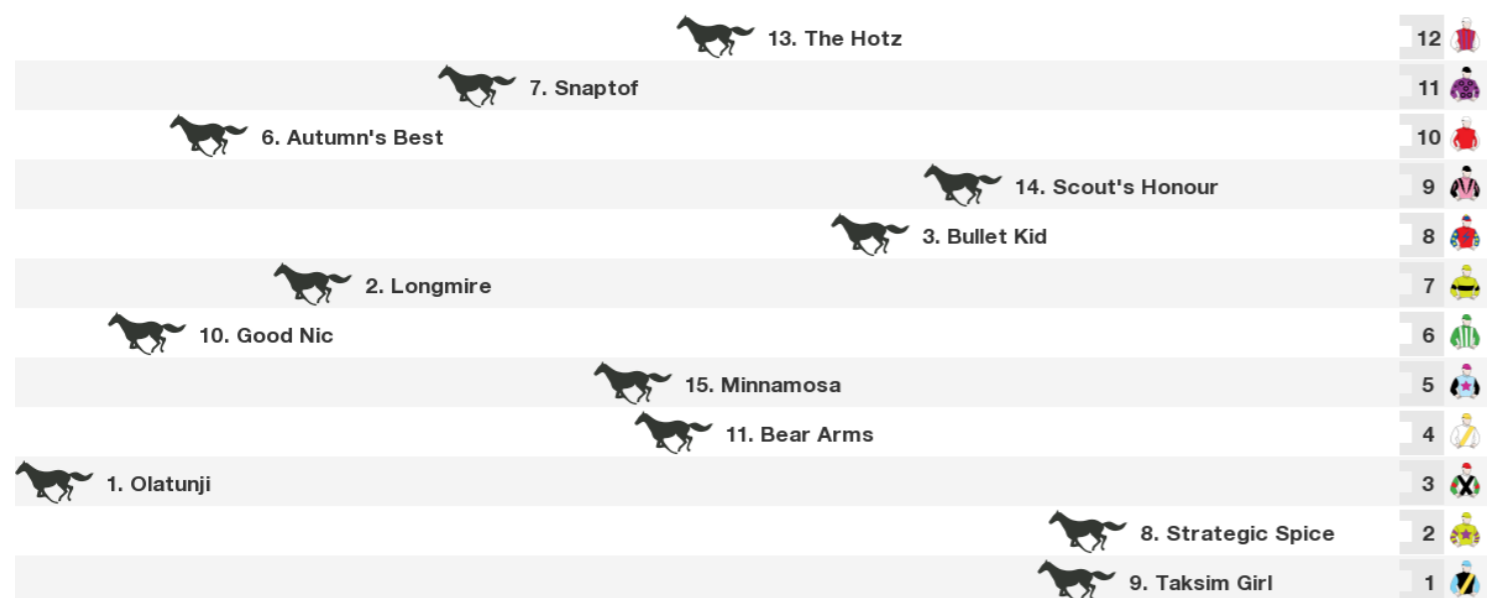 13. The Hotz 12
7. Snaptof 11
6. Autumn's Best 10
14. Scout's Honour 9
3. Bullet Kid 8
2. Longmire 7
10. Good Nic 6
15. Minnamosa 5
11. Bear Arms 4
1. Olatunji 3
8. Strategic Spice 2
9. Taksim Girl 1